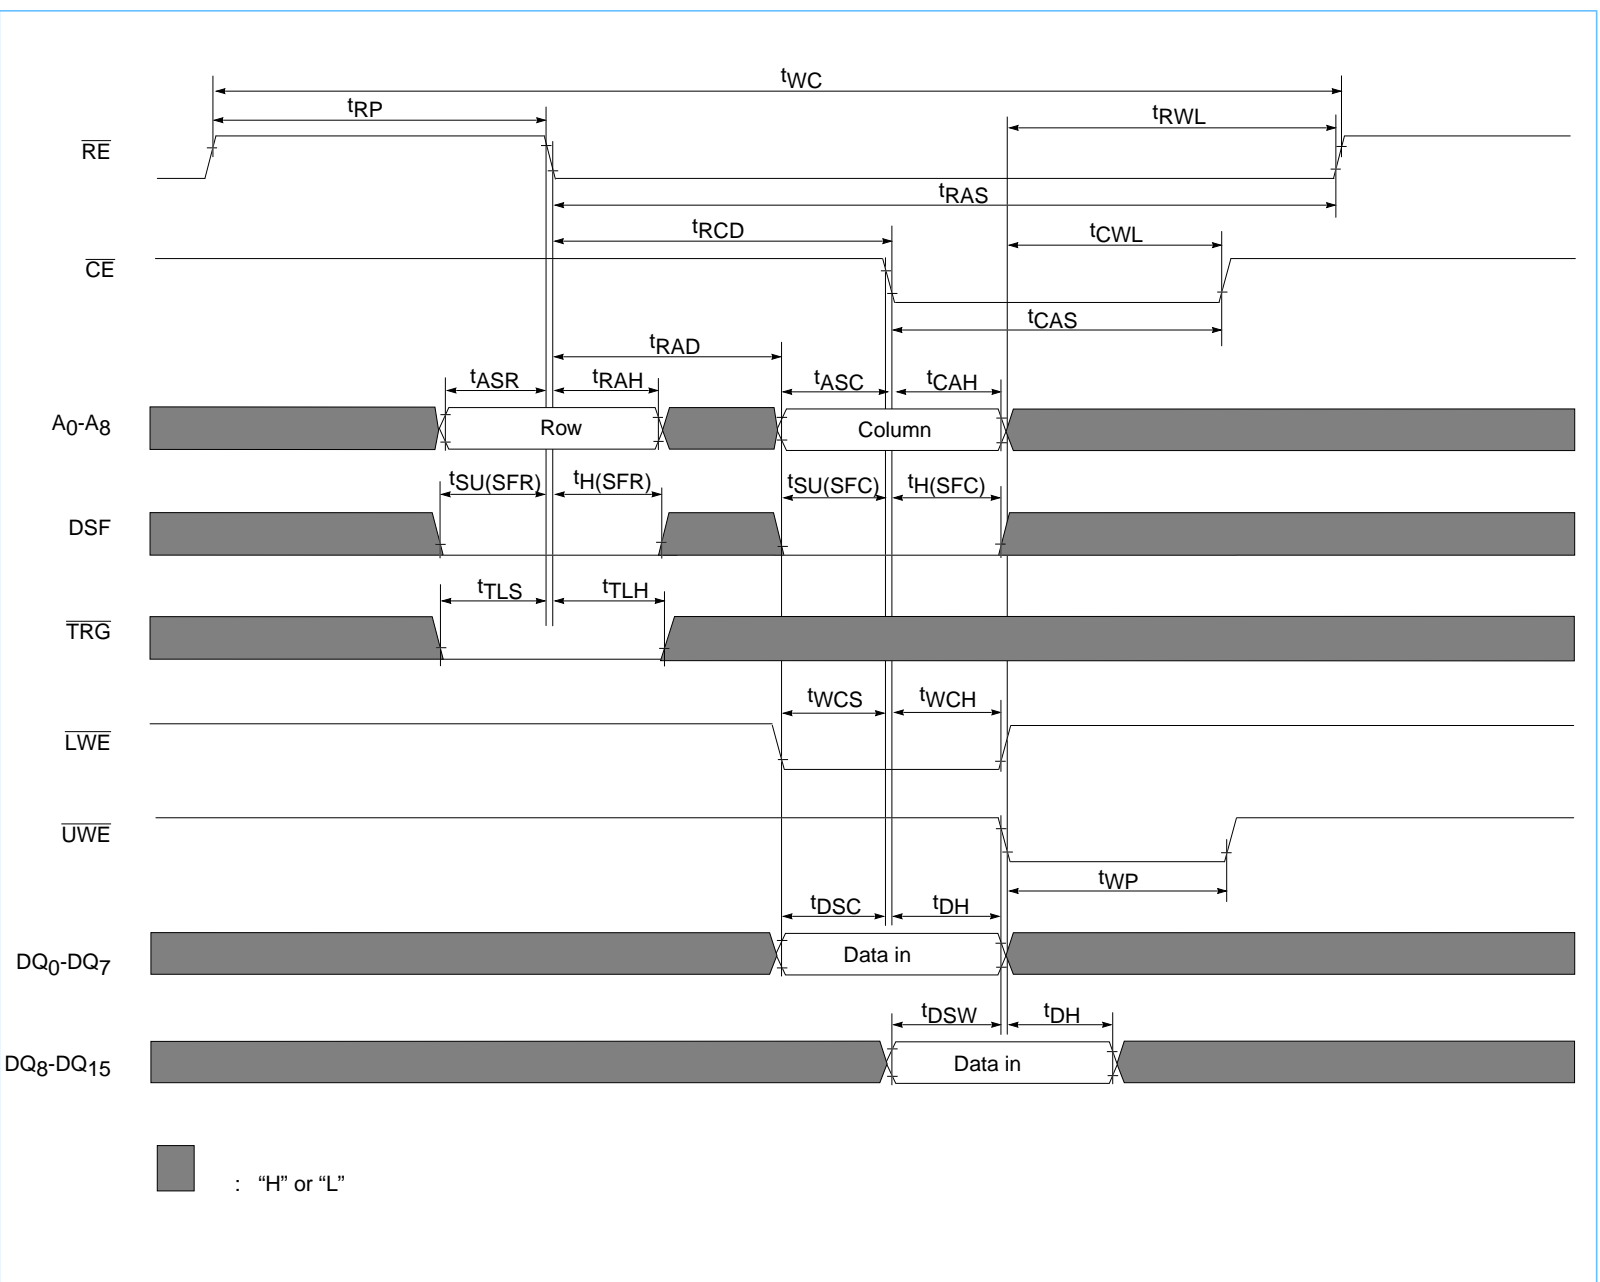 tWC
tRP
tRWL
RE
tRAS
tRCD
tCWL
CE
tCAS
tRAD
tASR
tRAH
tASC
tCAH
A0-A8
Row
Column
tSU(SFR)
tH(SFR)
tSU(SFC)
tH(SFC)
DSF
tTLS
tTLH
TRG
tWCS
tWCH
LWE
UWE
tWP
tDSC
tDH
DQ0-DQ7
Data in
tDSW
tDH
DQ8-DQ15
Data in
: “H” or “L”